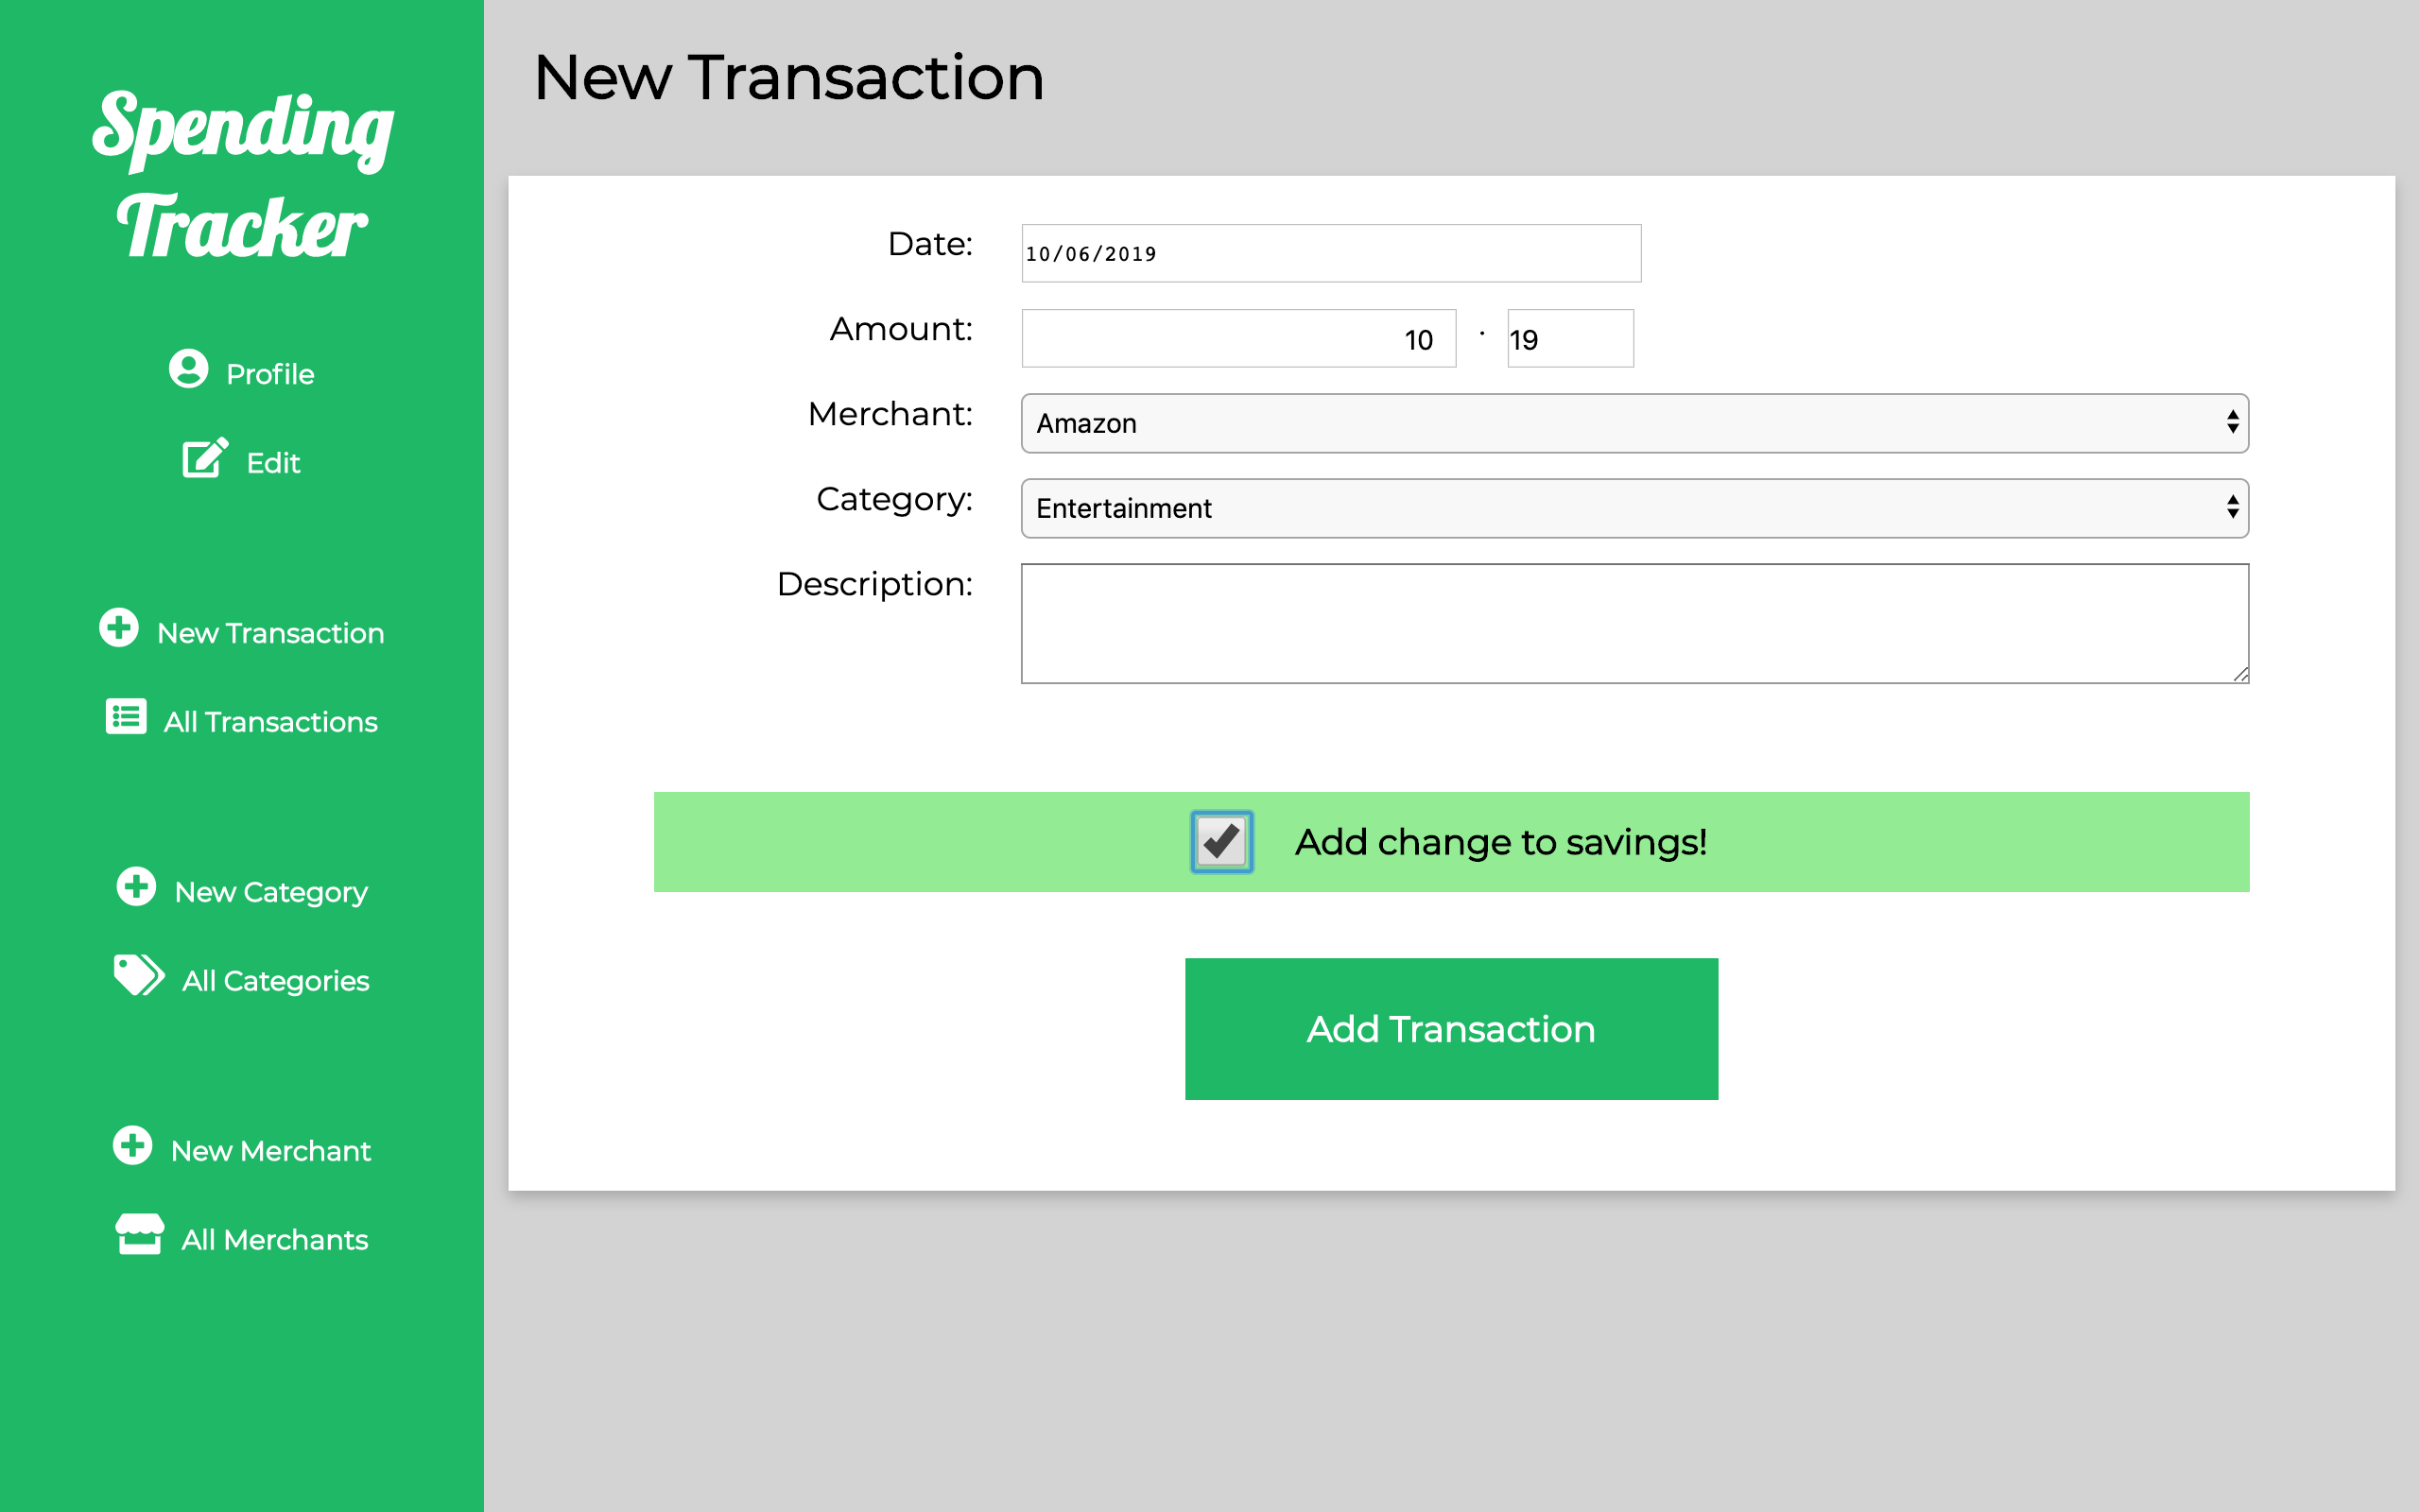 Spending
Tracker
Profile
Edit
New Transaction
All Transactions
New Category
All Categories
New Merchant
All Merchants
New Transaction
Date: 10/06/2019
Amount: 10 . 19
Merchant: Amazon
Category: Entertainment
Description:
Add change to savings!
Add Transaction